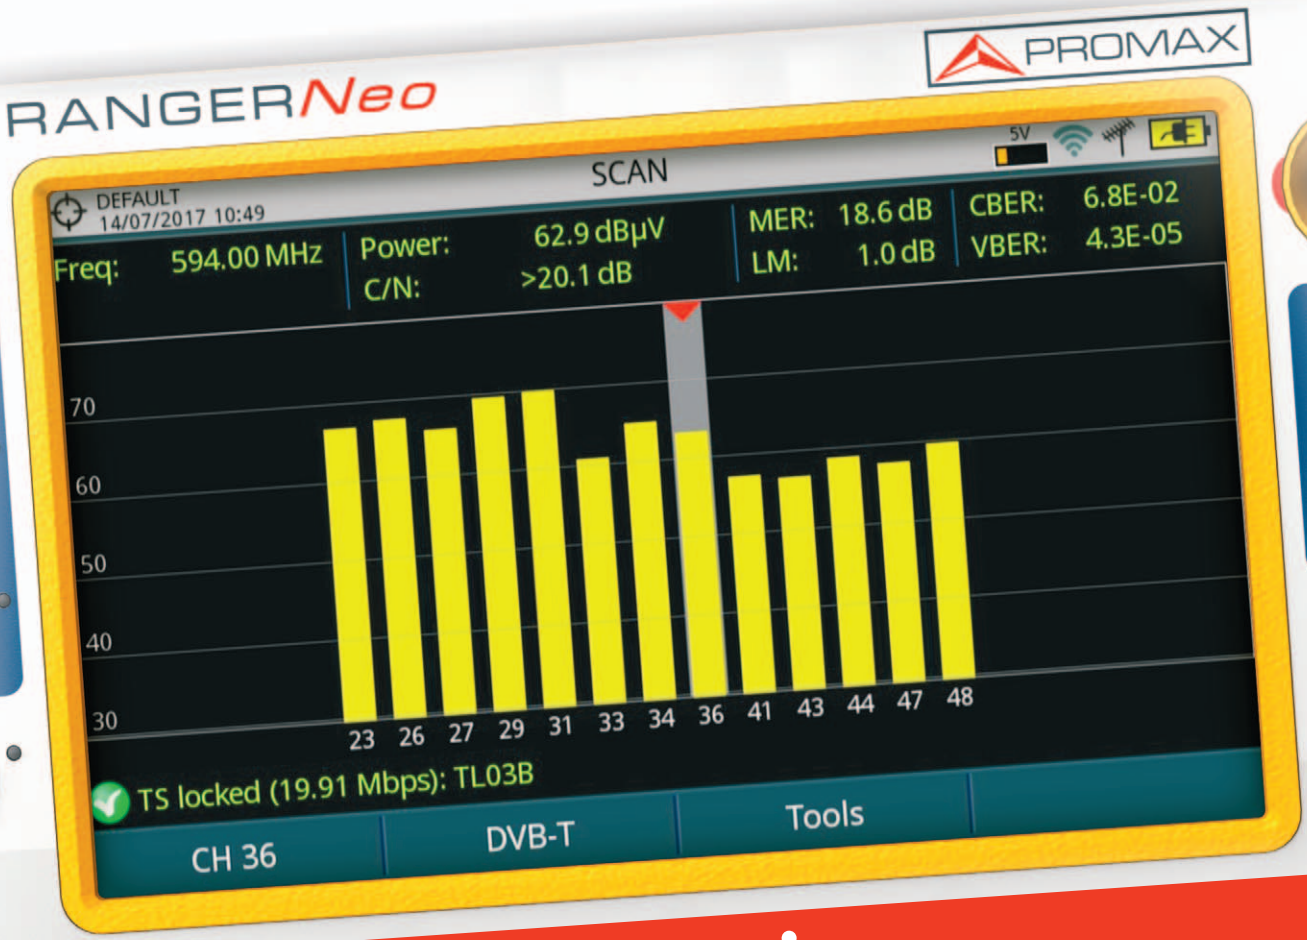 RANGERNeo
PROMAX
DEFAULT
14/07/2017 10:49
SCAN
5V
Freq: 594.00 MHz
Power: 62.9 dBµV
C/N: >20.1 dB
MER: 18.6 dB
LM: 1.0 dB
CBER: 6.8E-02
VBER: 4.3E-05
70
60
50
40
30
23 26 27 29 31 33 34 36 41 43 44 47 48
TS locked (19.91 Mbps): TL03B
CH 36 DVB-T Tools